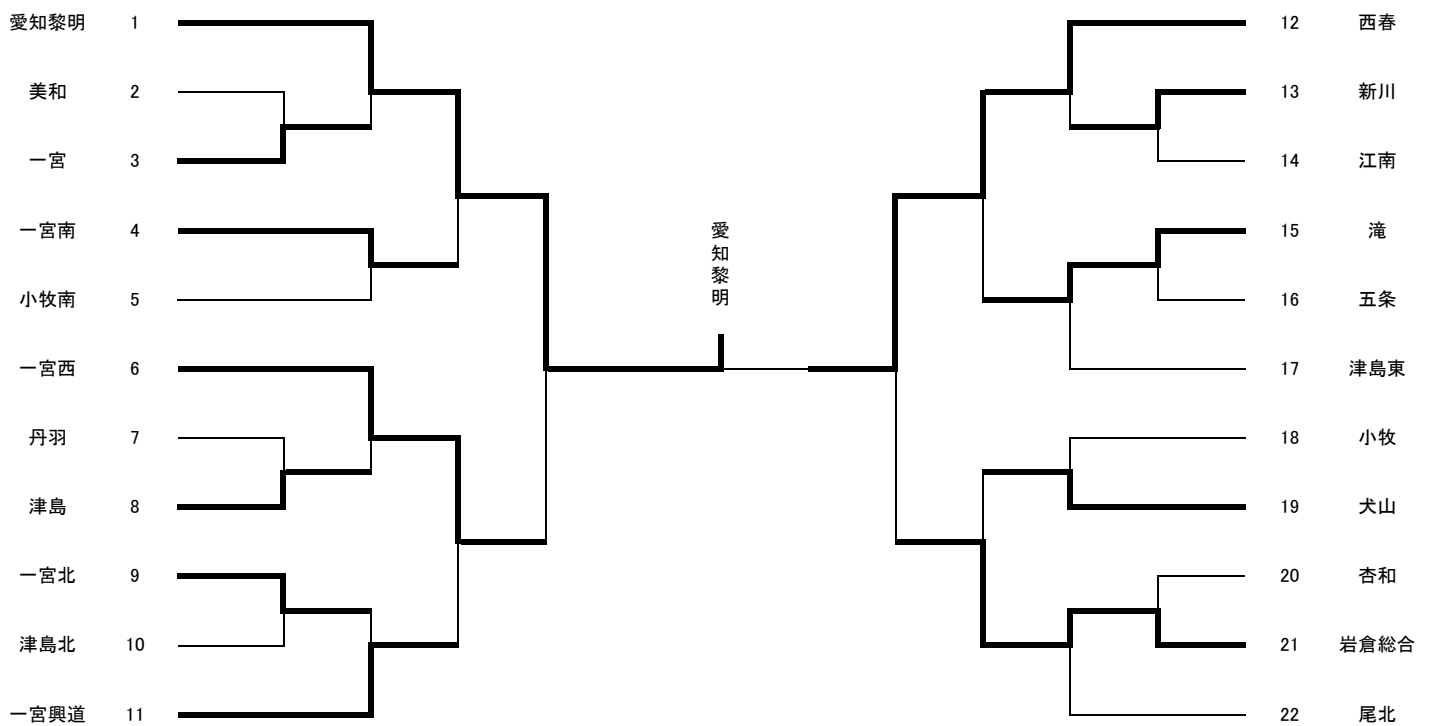 愛知黎明 1
美和 2
一宮 3
一宮南 4
小牧南 5
一宮西 6
丹羽 7
津島 8
一宮北 9
津島北 10
一宮興道 11
愛知黎明
12 西春
13 新川
14 江南
15 滝
16 五条
17 津島東
18 小牧
19 犬山
20 杏和
21 岩倉総合
22 尾北